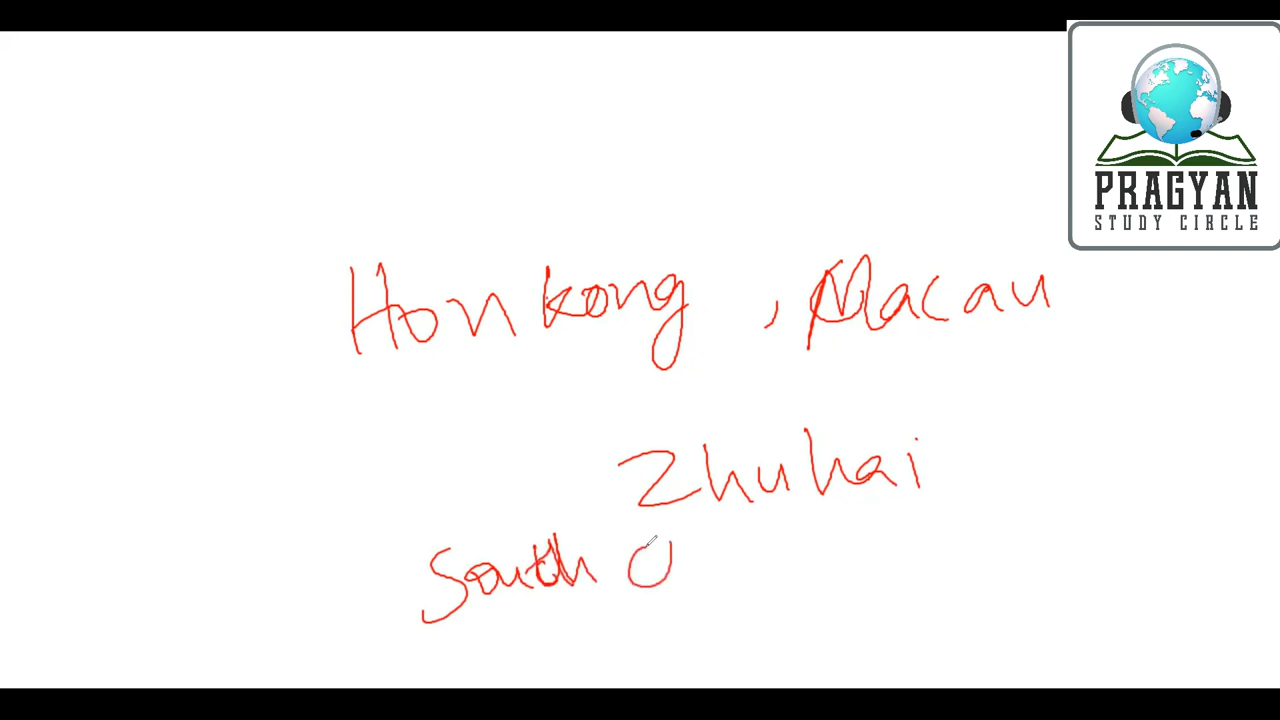 PRAGYAN
STUDY CIRCLE
Honkong , Macau
Zhuhai
South